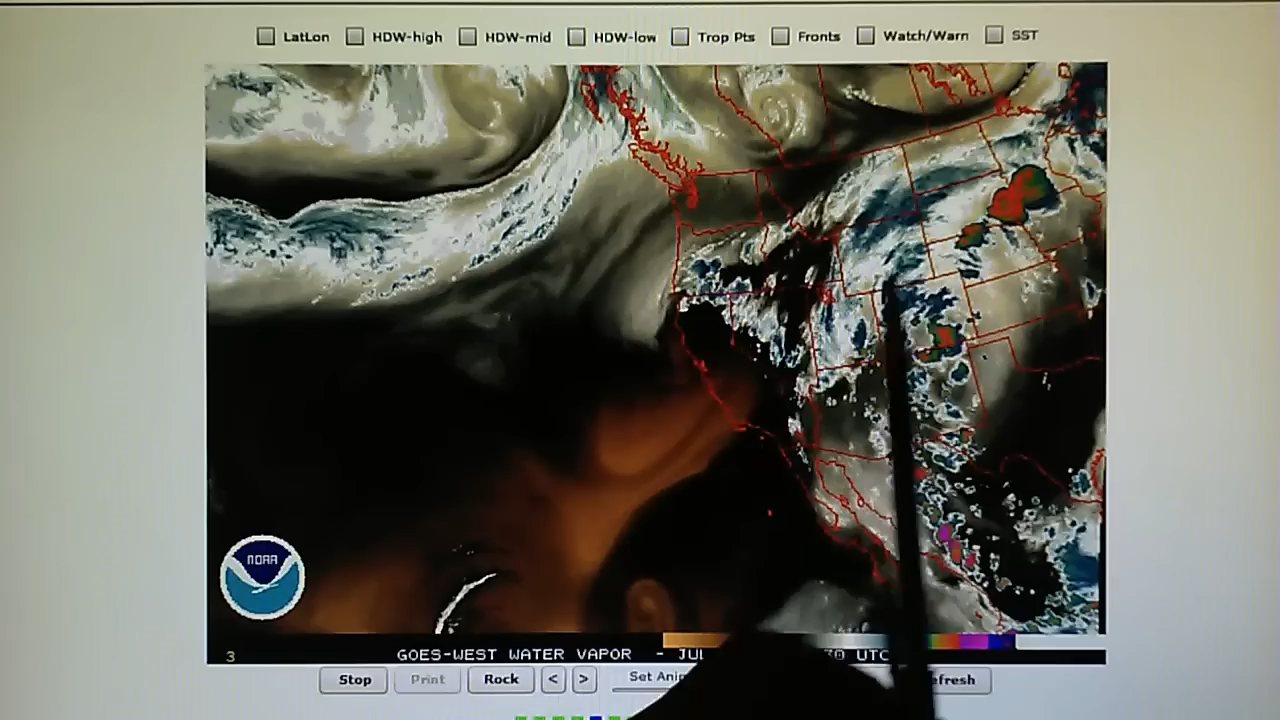 LatLon HDW-high HDW-mid HDW-low Trop Pts Fronts Watch/Warn SST
NOAA
3 GOES-WEST WATER VAPOR - JUL 30 UTC
Stop Print Rock < > Set Ani efresh